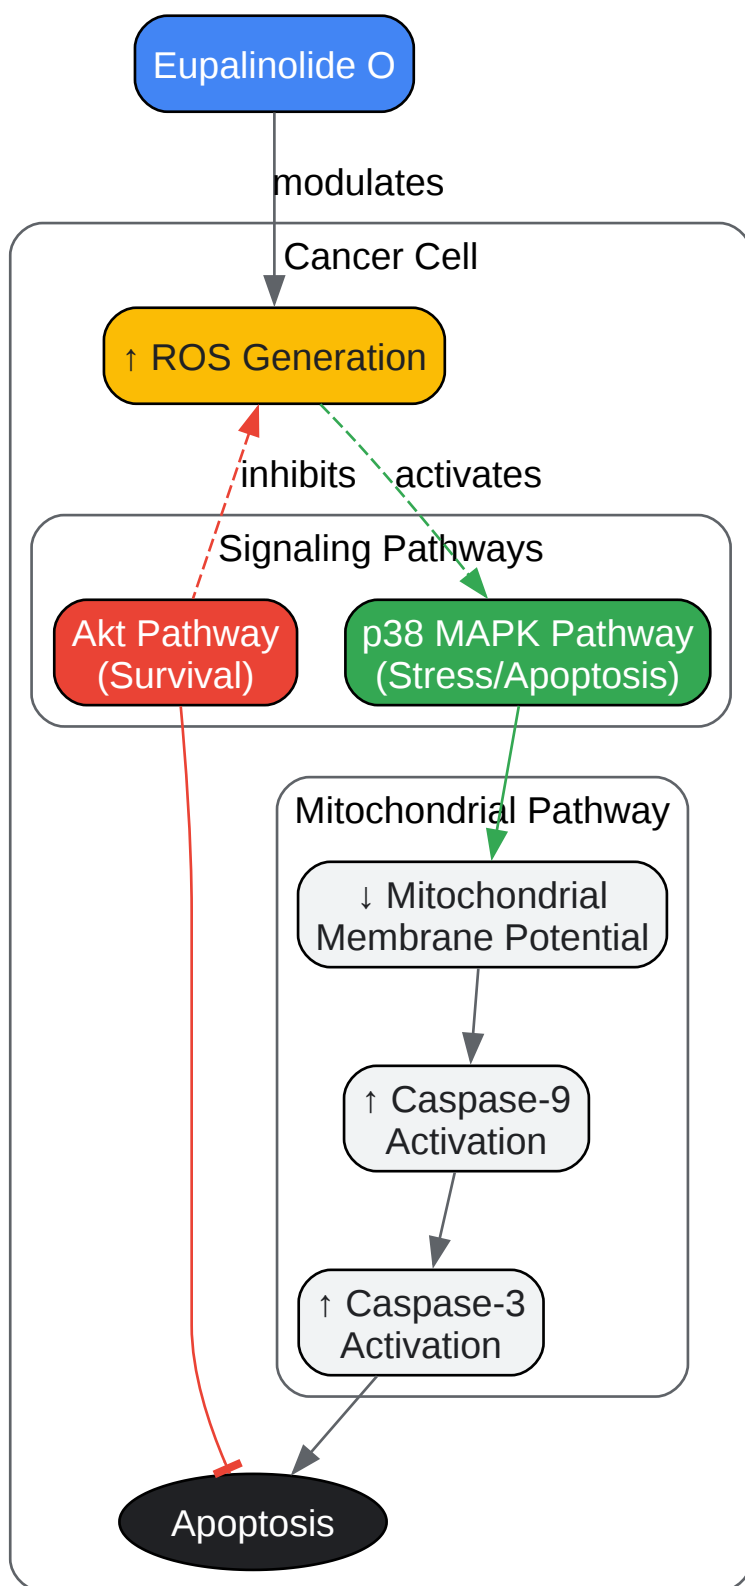 Eupalinolide O
modulates
Cancer Cell
↑ ROS Generation
inhibits
activates
Signaling Pathways
Akt Pathway
(Survival)
p38 MAPK Pathway
(Stress/Apoptosis)
Mitochondrial Pathway
↓ Mitochondrial
Membrane Potential
↑ Caspase-9
Activation
↑ Caspase-3
Activation
Apoptosis